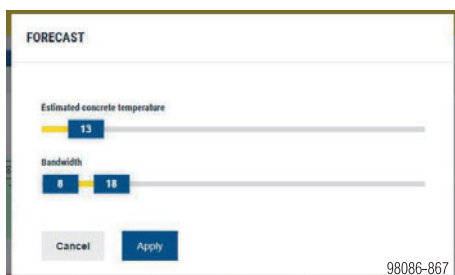 FORECAST
Estimated concrete temperature
13
Bandwidth
8 18
Cancel Apply
98086-867